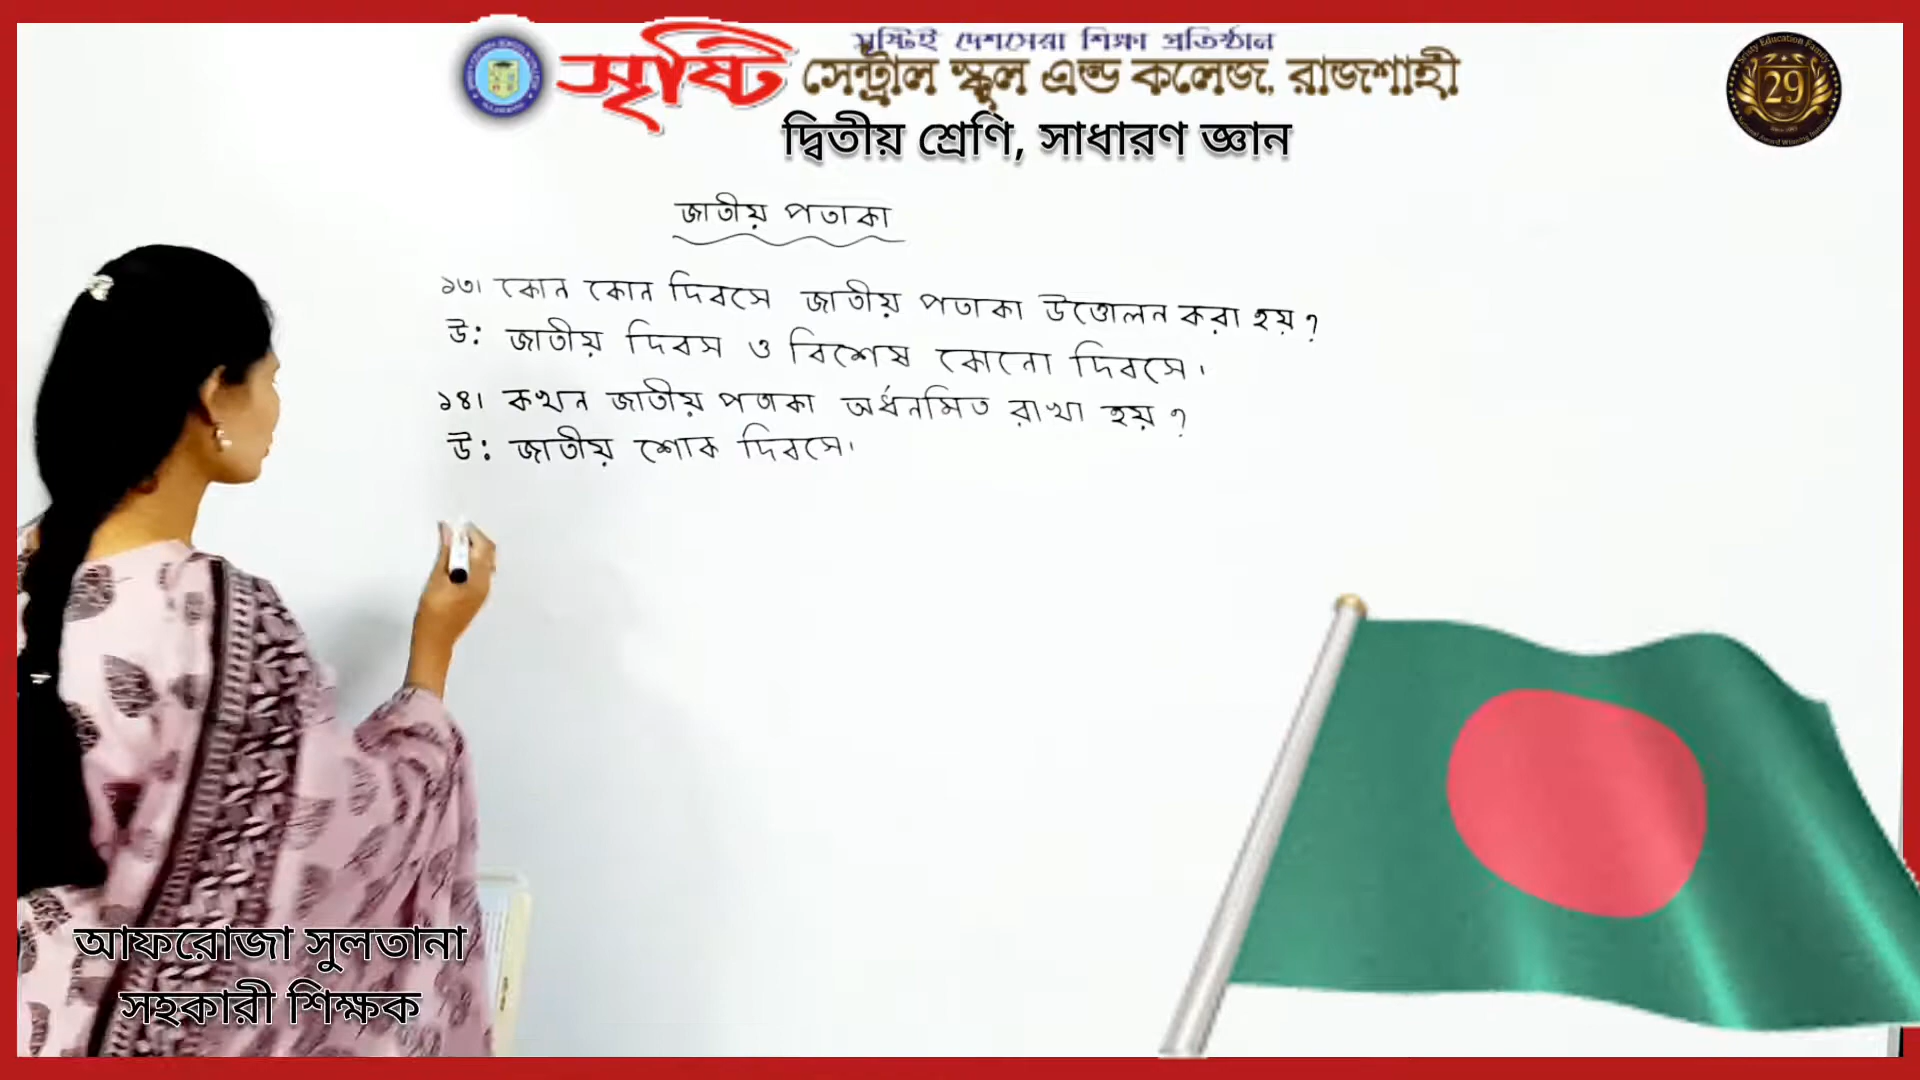 সৃষ্টিই দেশসেরা শিক্ষা প্রতিষ্ঠান
সৃষ্টি সেন্ট্রাল স্কুল এন্ড কলেজ, রাজশাহী
দ্বিতীয় শ্রেণি, সাধারণ জ্ঞান
29
জাতীয় পতাকা
১৩। কোন কোন দিবসে জাতীয় পতাকা উত্তোলন করা হয় ?
উ: জাতীয় দিবস ও বিশেষ কোনো দিবসে।
১৪। কখন জাতীয় পতাকা অর্ধনমিত রাখা হয় ?
উ: জাতীয় শোক দিবসে।
আফরোজা সুলতানা
সহকারী শিক্ষক